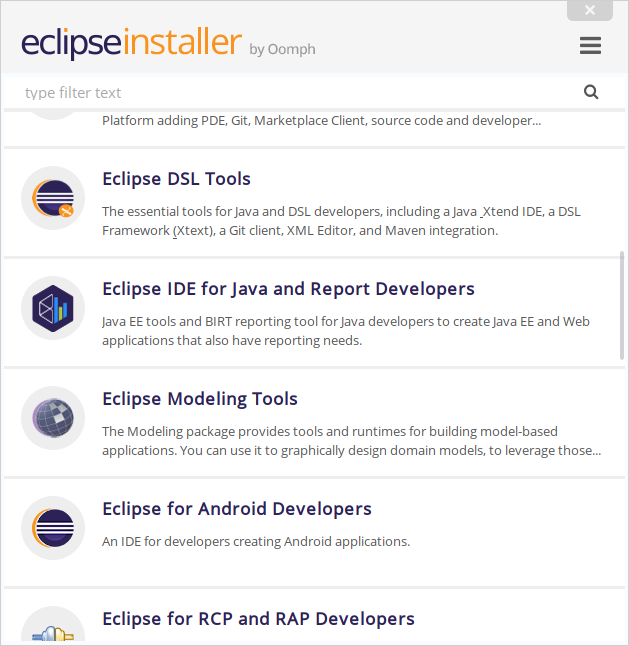 eclipseinstaller by Oomph
type filter text
Platform adding PDE, Git, Marketplace Client, source code and developer...
Eclipse DSL Tools
The essential tools for Java and DSL developers, including a Java _Xtend IDE, a DSL
Framework (Xtext), a Git client, XML Editor, and Maven integration.
Eclipse IDE for Java and Report Developers
Java EE tools and BIRT reporting tool for Java developers to create Java EE and Web
applications that also have reporting needs.
Eclipse Modeling Tools
The Modeling package provides tools and runtimes for building model-based
applications. You can use it to graphically design domain models, to leverage those...
Eclipse for Android Developers
An IDE for developers creating Android applications.
Eclipse for RCP and RAP Developers